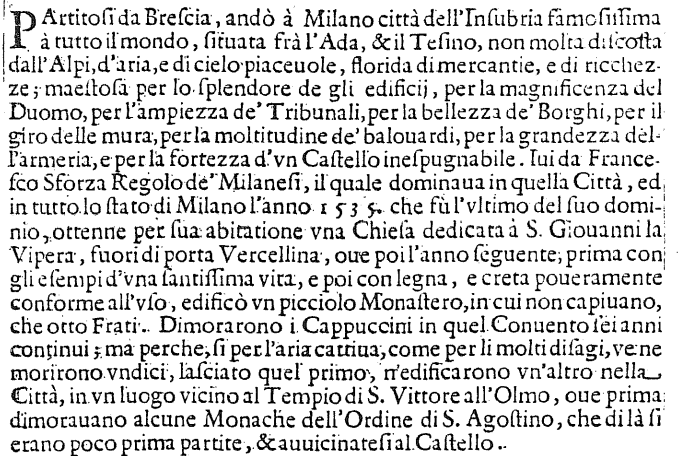 PArtitosi da Brescia, andò à Milano città dell'Insubria famosissima
à tutto il mondo, situata frà l'Ada, & il Tesino, non molta discosta
dall'Alpi, d'aria, e di cielo piaceuole, florida di mercantie, e di ricchez-
ze; maestosa per lo splendore de gli edificij, per la magnificenza del
Duomo, per l'ampiezza de' Tribunali, per la bellezza de' Borghi, per il
giro delle mura, per la moltitudine de' balouardi, per la grandezza del-
l'armeria, e per la fortezza d'vn Castello inespugnabile. Iui da France-
sco Sforza Regolo de' Milanesi, il quale dominaua in quella Città, ed
in tutto lo stato di Milano l'anno 1535. che fù l'vltimo del suo domi-
nio, ottenne per sua abitatione vna Chiesa dedicata à S. Giouanni la
Vipera, fuori di porta Vercellina, oue poi l'anno seguente; prima con
gli esempi d'vna santissima vita, e poi con legna, e creta poueramente
conforme all'vso, edificò vn picciolo Monastero, in cui non capiuano,
che otto Frati. Dimorarono i Cappuccini in quel Conuento sei anni
continui; ma perche, sì per l'aria cattiua, come per li molti disagi, ve ne
morirono vndici, lasciato quel primo, n'edificarono vn'altro nella
Città, in vn luogo vicino al Tempio di S. Vittore all'Olmo, oue prima
dimorauano alcune Monache dell'Ordine di S. Agostino, che di là si
erano poco prima partite, & auuicinatesi al Castello.